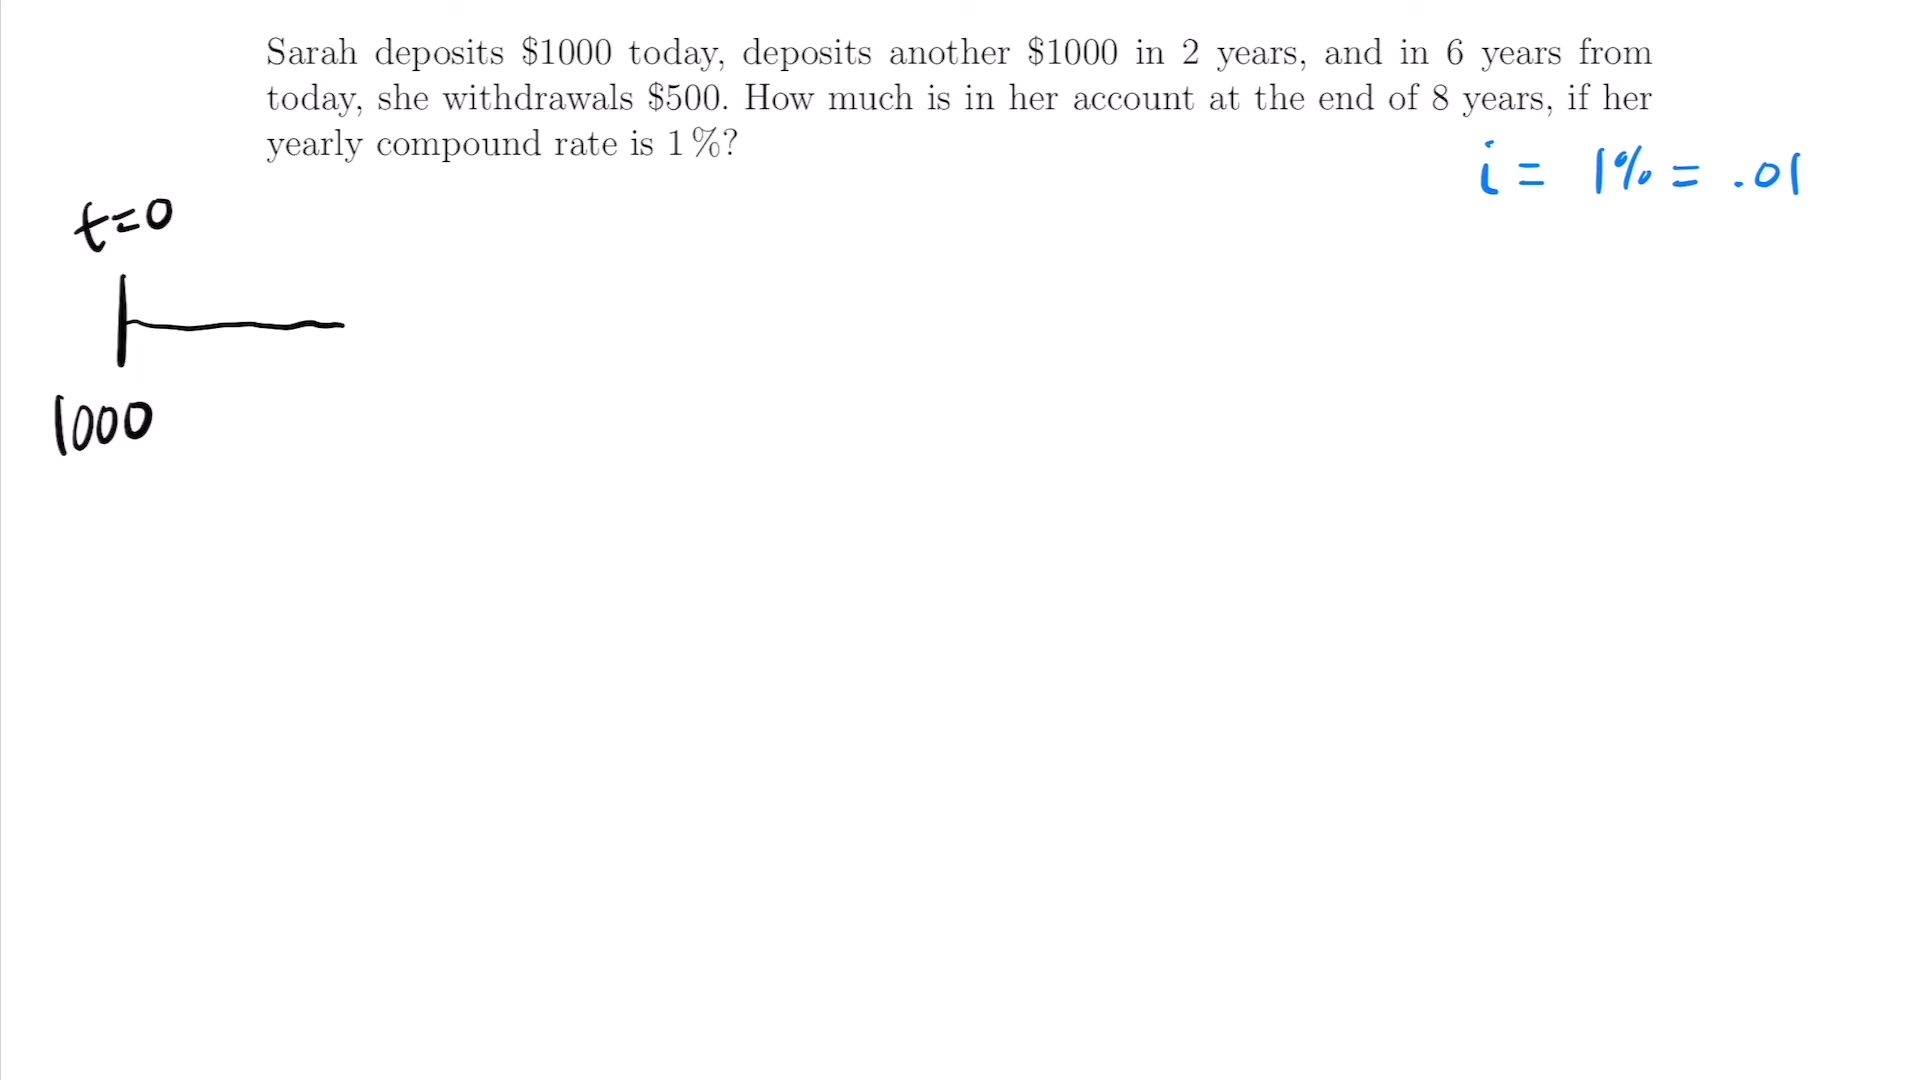 Sarah deposits $1000 today, deposits another $1000 in 2 years, and in 6 years from
today, she withdrawals $500. How much is in her account at the end of 8 years, if her
yearly compound rate is 1%?
i = 1% = .01
t=0
1000